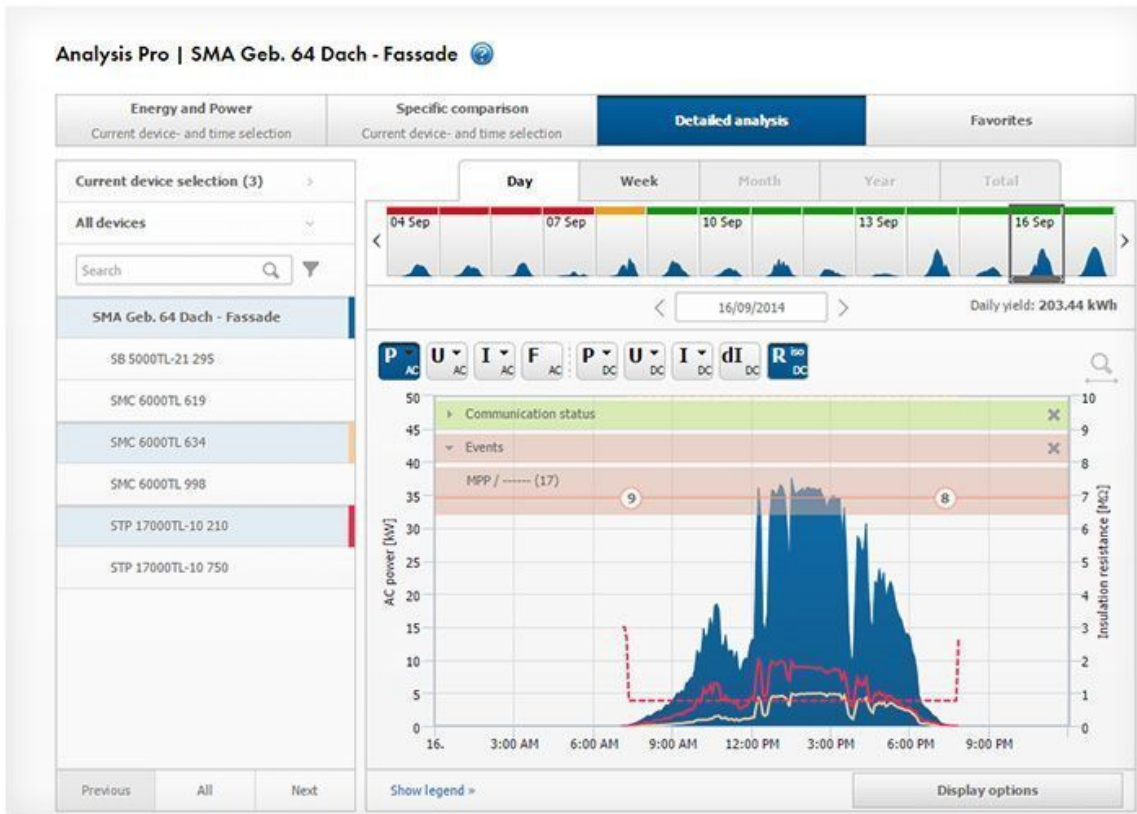 Analysis Pro | SMA Geb. 64 Dach - Fassade ?
Energy and Power
Current device- and time selection
Specific comparison
Current device- and time selection
Detailed analysis
Favorites
Current device selection (3)
All devices
Search
SMA Geb. 64 Dach - Fassade
SB 5000TL-21 295
SMC 6000TL 619
SMC 6000TL 634
SMC 6000TL 998
STP 17000TL-10 210
STP 17000TL-10 750
Previous All Next
Day Week Month Year Total
04 Sep 07 Sep 10 Sep 13 Sep 16 Sep
16/09/2014
Daily yield: 203.44 kWh
P AC U AC I AC F AC P DC U DC I DC dI DC R iso DC
Communication status
Events
MPP / ------ (17)
9 8
AC power [kW]
50
45
40
35
30
25
20
15
10
5
0
Insulation resistance [MΩ]
10
9
8
7
6
5
4
3
2
1
0
16. 3:00 AM 6:00 AM 9:00 AM 12:00 PM 3:00 PM 6:00 PM 9:00 PM
Show legend »
Display options